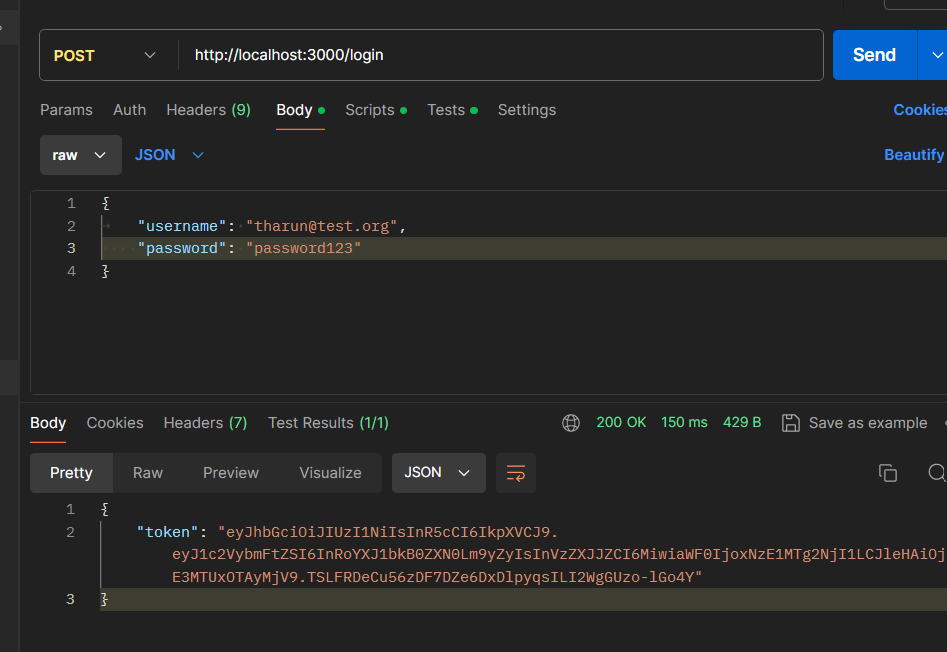 POST http://localhost:3000/login Send
Params Auth Headers (9) Body Scripts Tests Settings Cookies
raw JSON Beautify
1 {
2 "username": "tharun@test.org",
3 "password": "password123"
4 }
Body Cookies Headers (7) Test Results (1/1) 200 OK 150 ms 429 B Save as example
Pretty Raw Preview Visualize JSON
1 {
2 "token": "eyJhbGciOiJIUzI1NiIsInR5cCI6IkpXVCJ9.
eyJ1c2VybmFtZSI6InRoYXJ1bkB0ZXN0Lm9yZyIsInVzZXJJZCI6MiwiaWF0IjoxNzE1MTg2NjI1LCJleHAiOj
E3MTUxOTAyMjV9.TSLFRDeCu56zDF7DZe6DxDlpyqsILI2WgGUzo-lGo4Y"
3 }